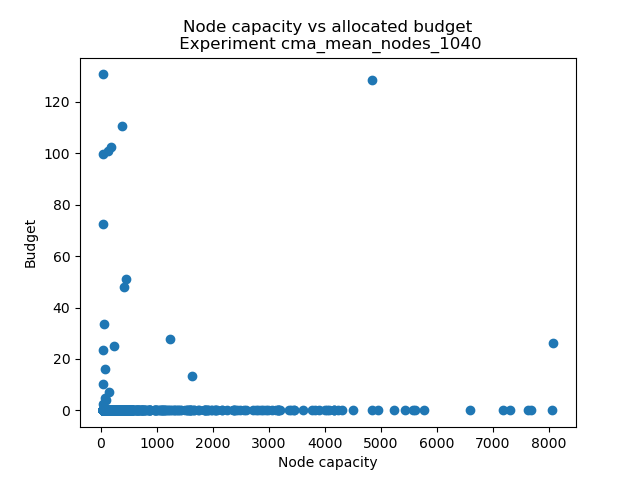 Node capacity vs allocated budget
Experiment cma_mean_nodes_1040
120
100
80
60
40
20
0
Budget
0 1000 2000 3000 4000 5000 6000 7000 8000
Node capacity